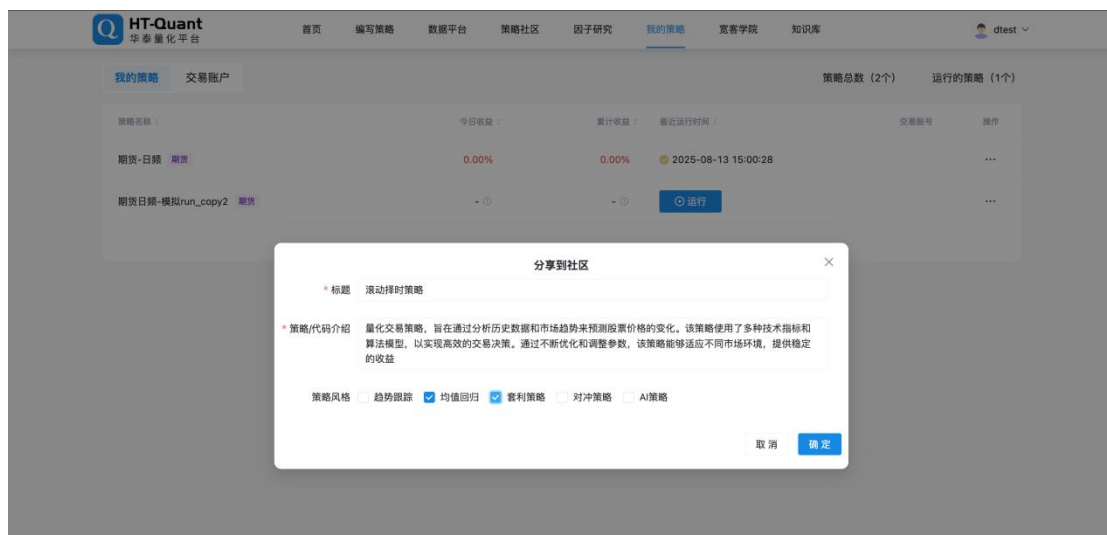 HT-Quant
华泰量化平台
首页 编写策略 数据平台 策略社区 因子研究 我的策略 宽客学院 知识库 dtest
我的策略 交易账户 策略总数（2个） 运行的策略（1个）
策略名称 今日收益 累计收益 最近运行时间 交易账号 操作
期货-日频 期货 0.00% 0.00% 2025-08-13 15:00:28 ...
期货日频-模拟run_copy2 期货 - - 运行 ...
分享到社区
* 标题 滚动择时策略
* 策略/代码介绍 量化交易策略，旨在通过分析历史数据和市场趋势来预测股票价格的变化。该策略使用了多种技术指标和
算法模型，以实现高效的交易决策。通过不断优化和调整参数，该策略能够适应不同市场环境，提供稳定
的收益
策略风格 趋势跟踪 均值回归 套利策略 对冲策略 AI策略
取消 确定